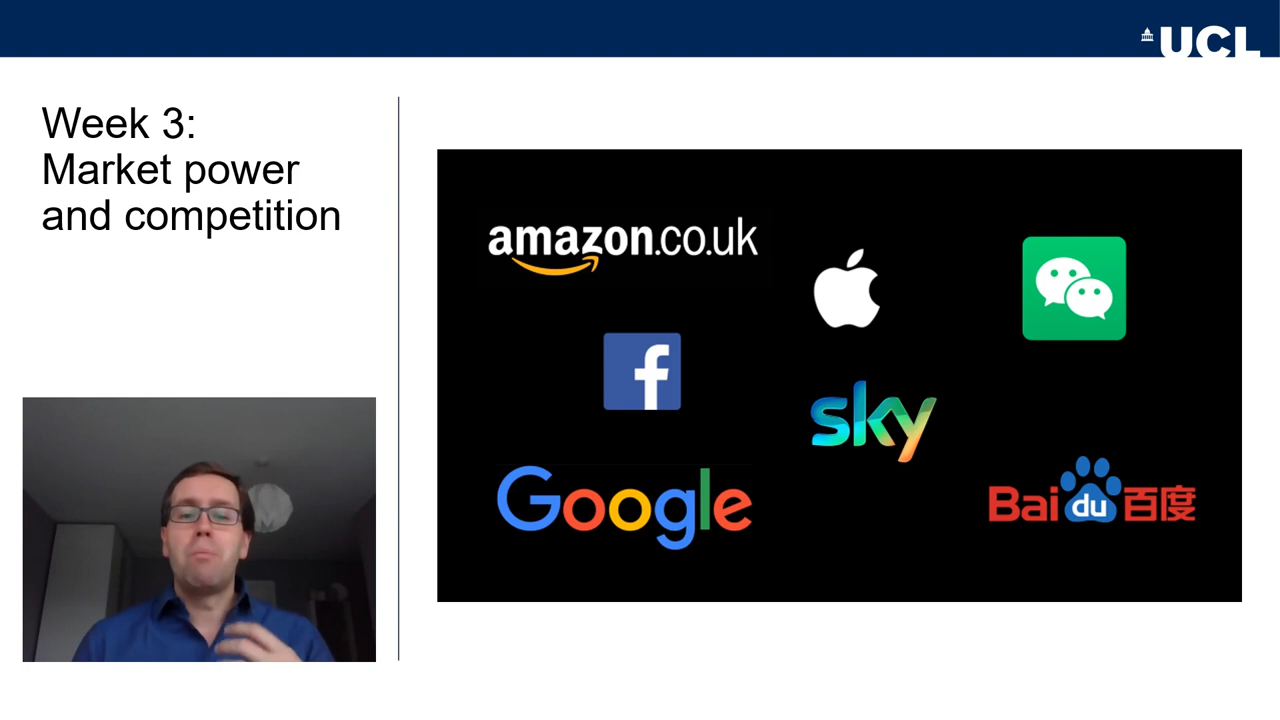 UCL
Week 3:
Market power
and competition
amazon.co.uk
f
sky
Google
Bai du 百度